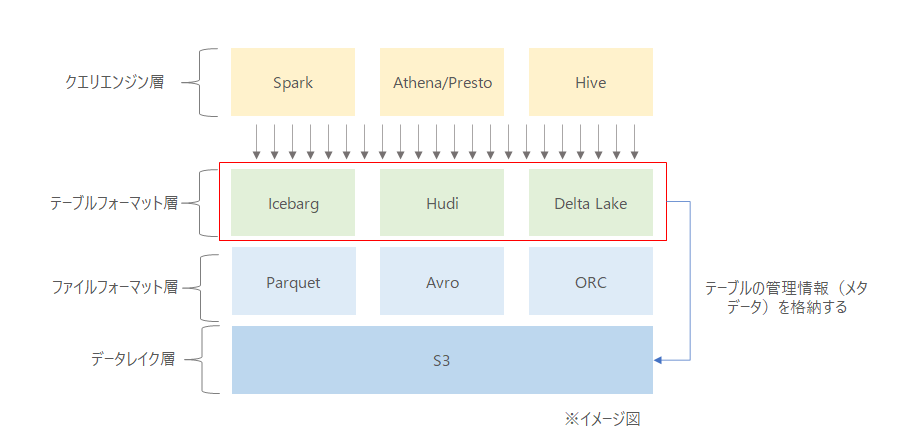 クエリエンジン層
Spark
Athena/Presto
Hive
テーブルフォーマット層
Icebarg
Hudi
Delta Lake
ファイルフォーマット層
Parquet
Avro
ORC
テーブルの管理情報（メタ
データ）を格納する
データレイク層
S3
※イメージ図